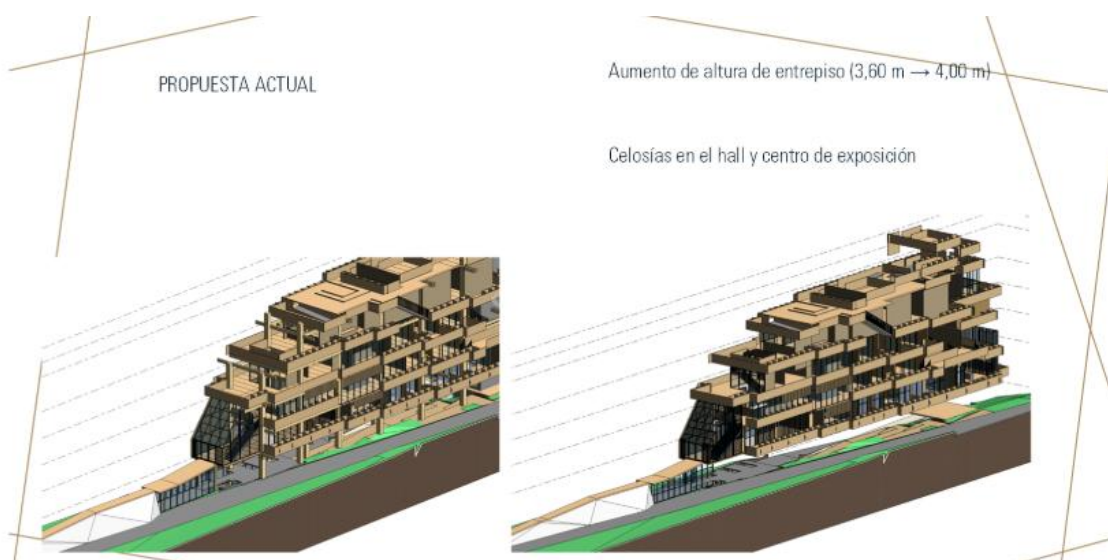 PROPUESTA ACTUAL
Aumento de altura de entrepiso (3,60 m → 4,00 m)
Celosías en el hall y centro de exposición